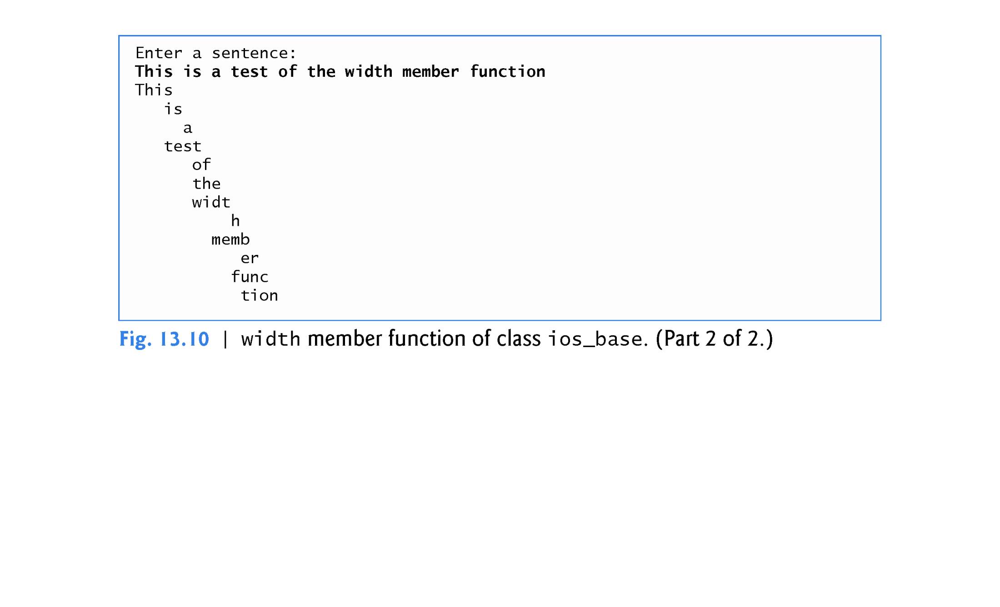 Enter a sentence:
This is a test of the width member function
This
   is
     a
   test
      of
      the
      widt
          h
        memb
           er
          func
           tion
Fig. 13.10 | width member function of class ios_base. (Part 2 of 2.)